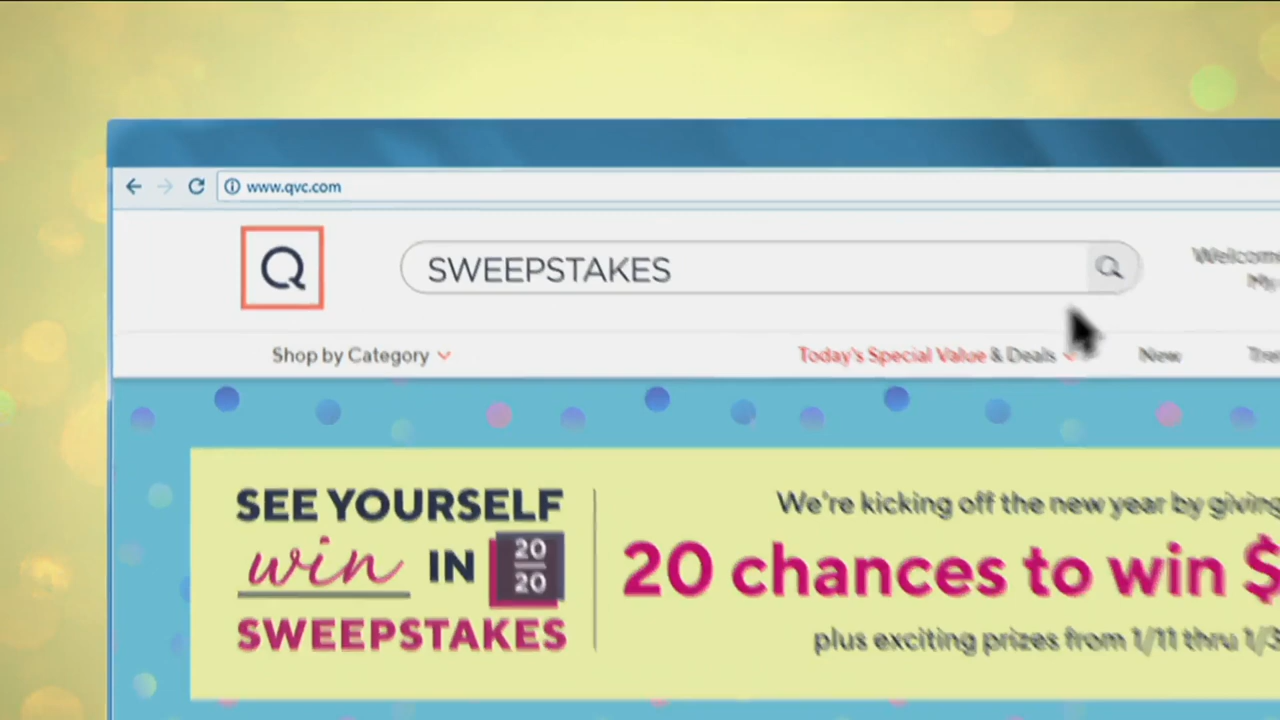 www.qvc.com
Q
SWEEPSTAKES
Welcome
My
Shop by Category
Today's Special Value & Deals
New
SEE YOURSELF
win IN 20
20
SWEEPSTAKES
We're kicking off the new year by giving
20 chances to win $
plus exciting prizes from 1/11 thru 1/3